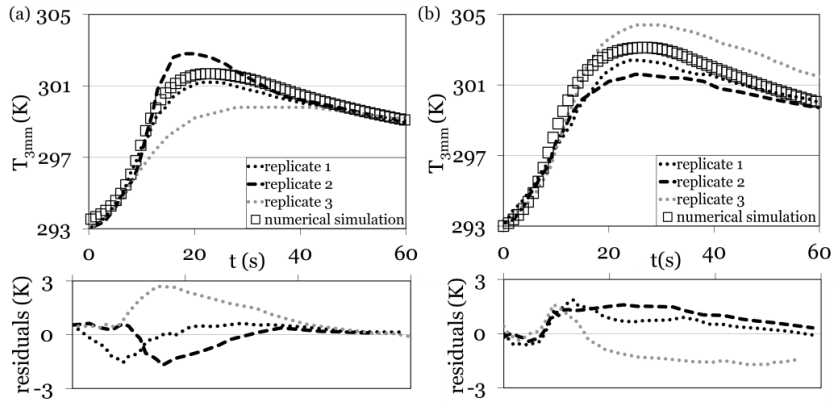 (a)
305
301
297
293
T3mm (K)
replicate 1
replicate 2
replicate 3
numerical simulation
0
20
40
60
t (s)
3
0
-3
residuals (K)
(b)
305
301
297
293
T3mm (K)
replicate 1
replicate 2
replicate 3
numerical simulation
0
20
40
60
t(s)
3
0
-3
residuals (K)